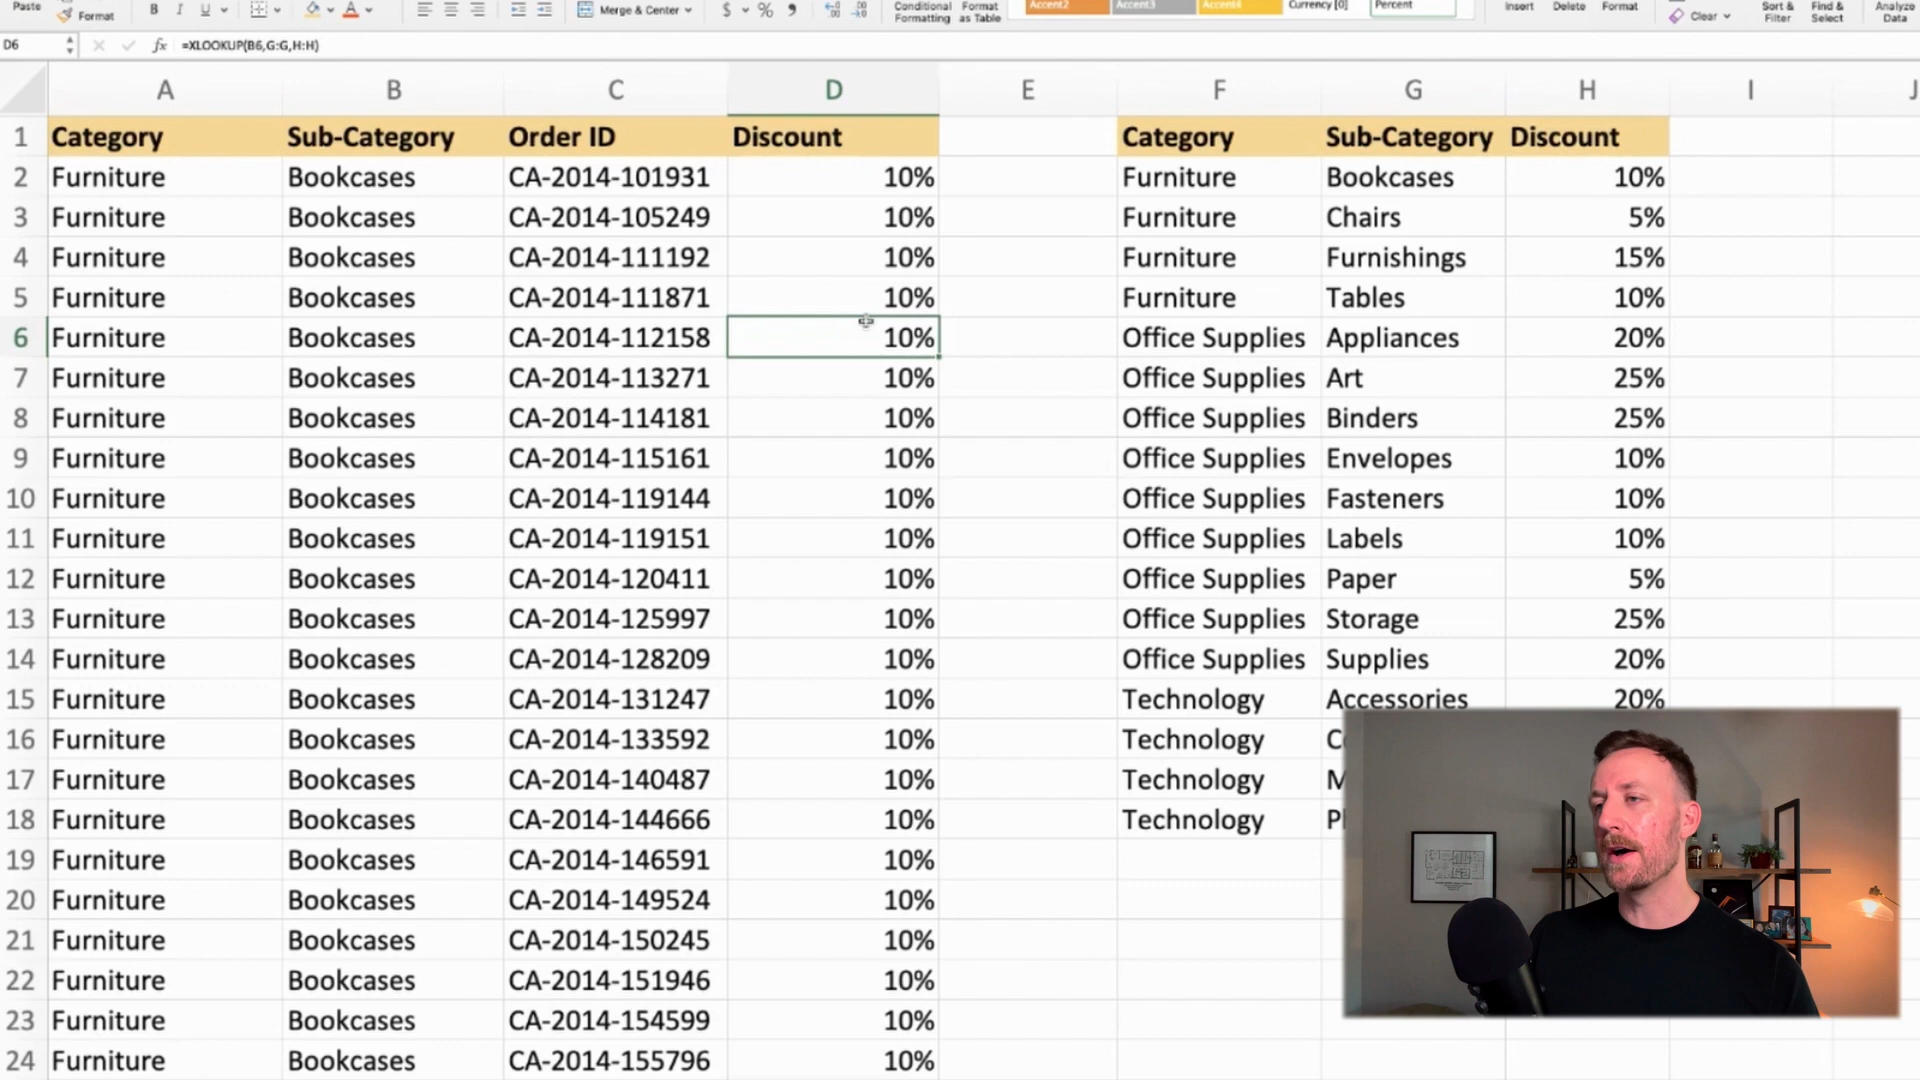 Paste
Format
B I U
Merge & Center
$ % ,
Conditional Formatting
Format as Table
Accent2
Accent3
Accent4
Currency [0]
Percent
Insert
Delete
Format
Clear
Sort & Filter
Find & Select
Analyze Data
D6 fx =XLOOKUP(B6,G:G,H:H)
A B C D E F G H I J
1 Category Sub-Category Order ID Discount Category Sub-Category Discount
2 Furniture Bookcases CA-2014-101931 10% Furniture Bookcases 10%
3 Furniture Bookcases CA-2014-105249 10% Furniture Chairs 5%
4 Furniture Bookcases CA-2014-111192 10% Furniture Furnishings 15%
5 Furniture Bookcases CA-2014-111871 10% Furniture Tables 10%
6 Furniture Bookcases CA-2014-112158 10% Office Supplies Appliances 20%
7 Furniture Bookcases CA-2014-113271 10% Office Supplies Art 25%
8 Furniture Bookcases CA-2014-114181 10% Office Supplies Binders 25%
9 Furniture Bookcases CA-2014-115161 10% Office Supplies Envelopes 10%
10 Furniture Bookcases CA-2014-119144 10% Office Supplies Fasteners 10%
11 Furniture Bookcases CA-2014-119151 10% Office Supplies Labels 10%
12 Furniture Bookcases CA-2014-120411 10% Office Supplies Paper 5%
13 Furniture Bookcases CA-2014-125997 10% Office Supplies Storage 25%
14 Furniture Bookcases CA-2014-128209 10% Office Supplies Supplies 20%
15 Furniture Bookcases CA-2014-131247 10% Technology Accessories 20%
16 Furniture Bookcases CA-2014-133592 10% Technology
17 Furniture Bookcases CA-2014-140487 10% Technology
18 Furniture Bookcases CA-2014-144666 10% Technology
19 Furniture Bookcases CA-2014-146591 10%
20 Furniture Bookcases CA-2014-149524 10%
21 Furniture Bookcases CA-2014-150245 10%
22 Furniture Bookcases CA-2014-151946 10%
23 Furniture Bookcases CA-2014-154599 10%
24 Furniture Bookcases CA-2014-155796 10%